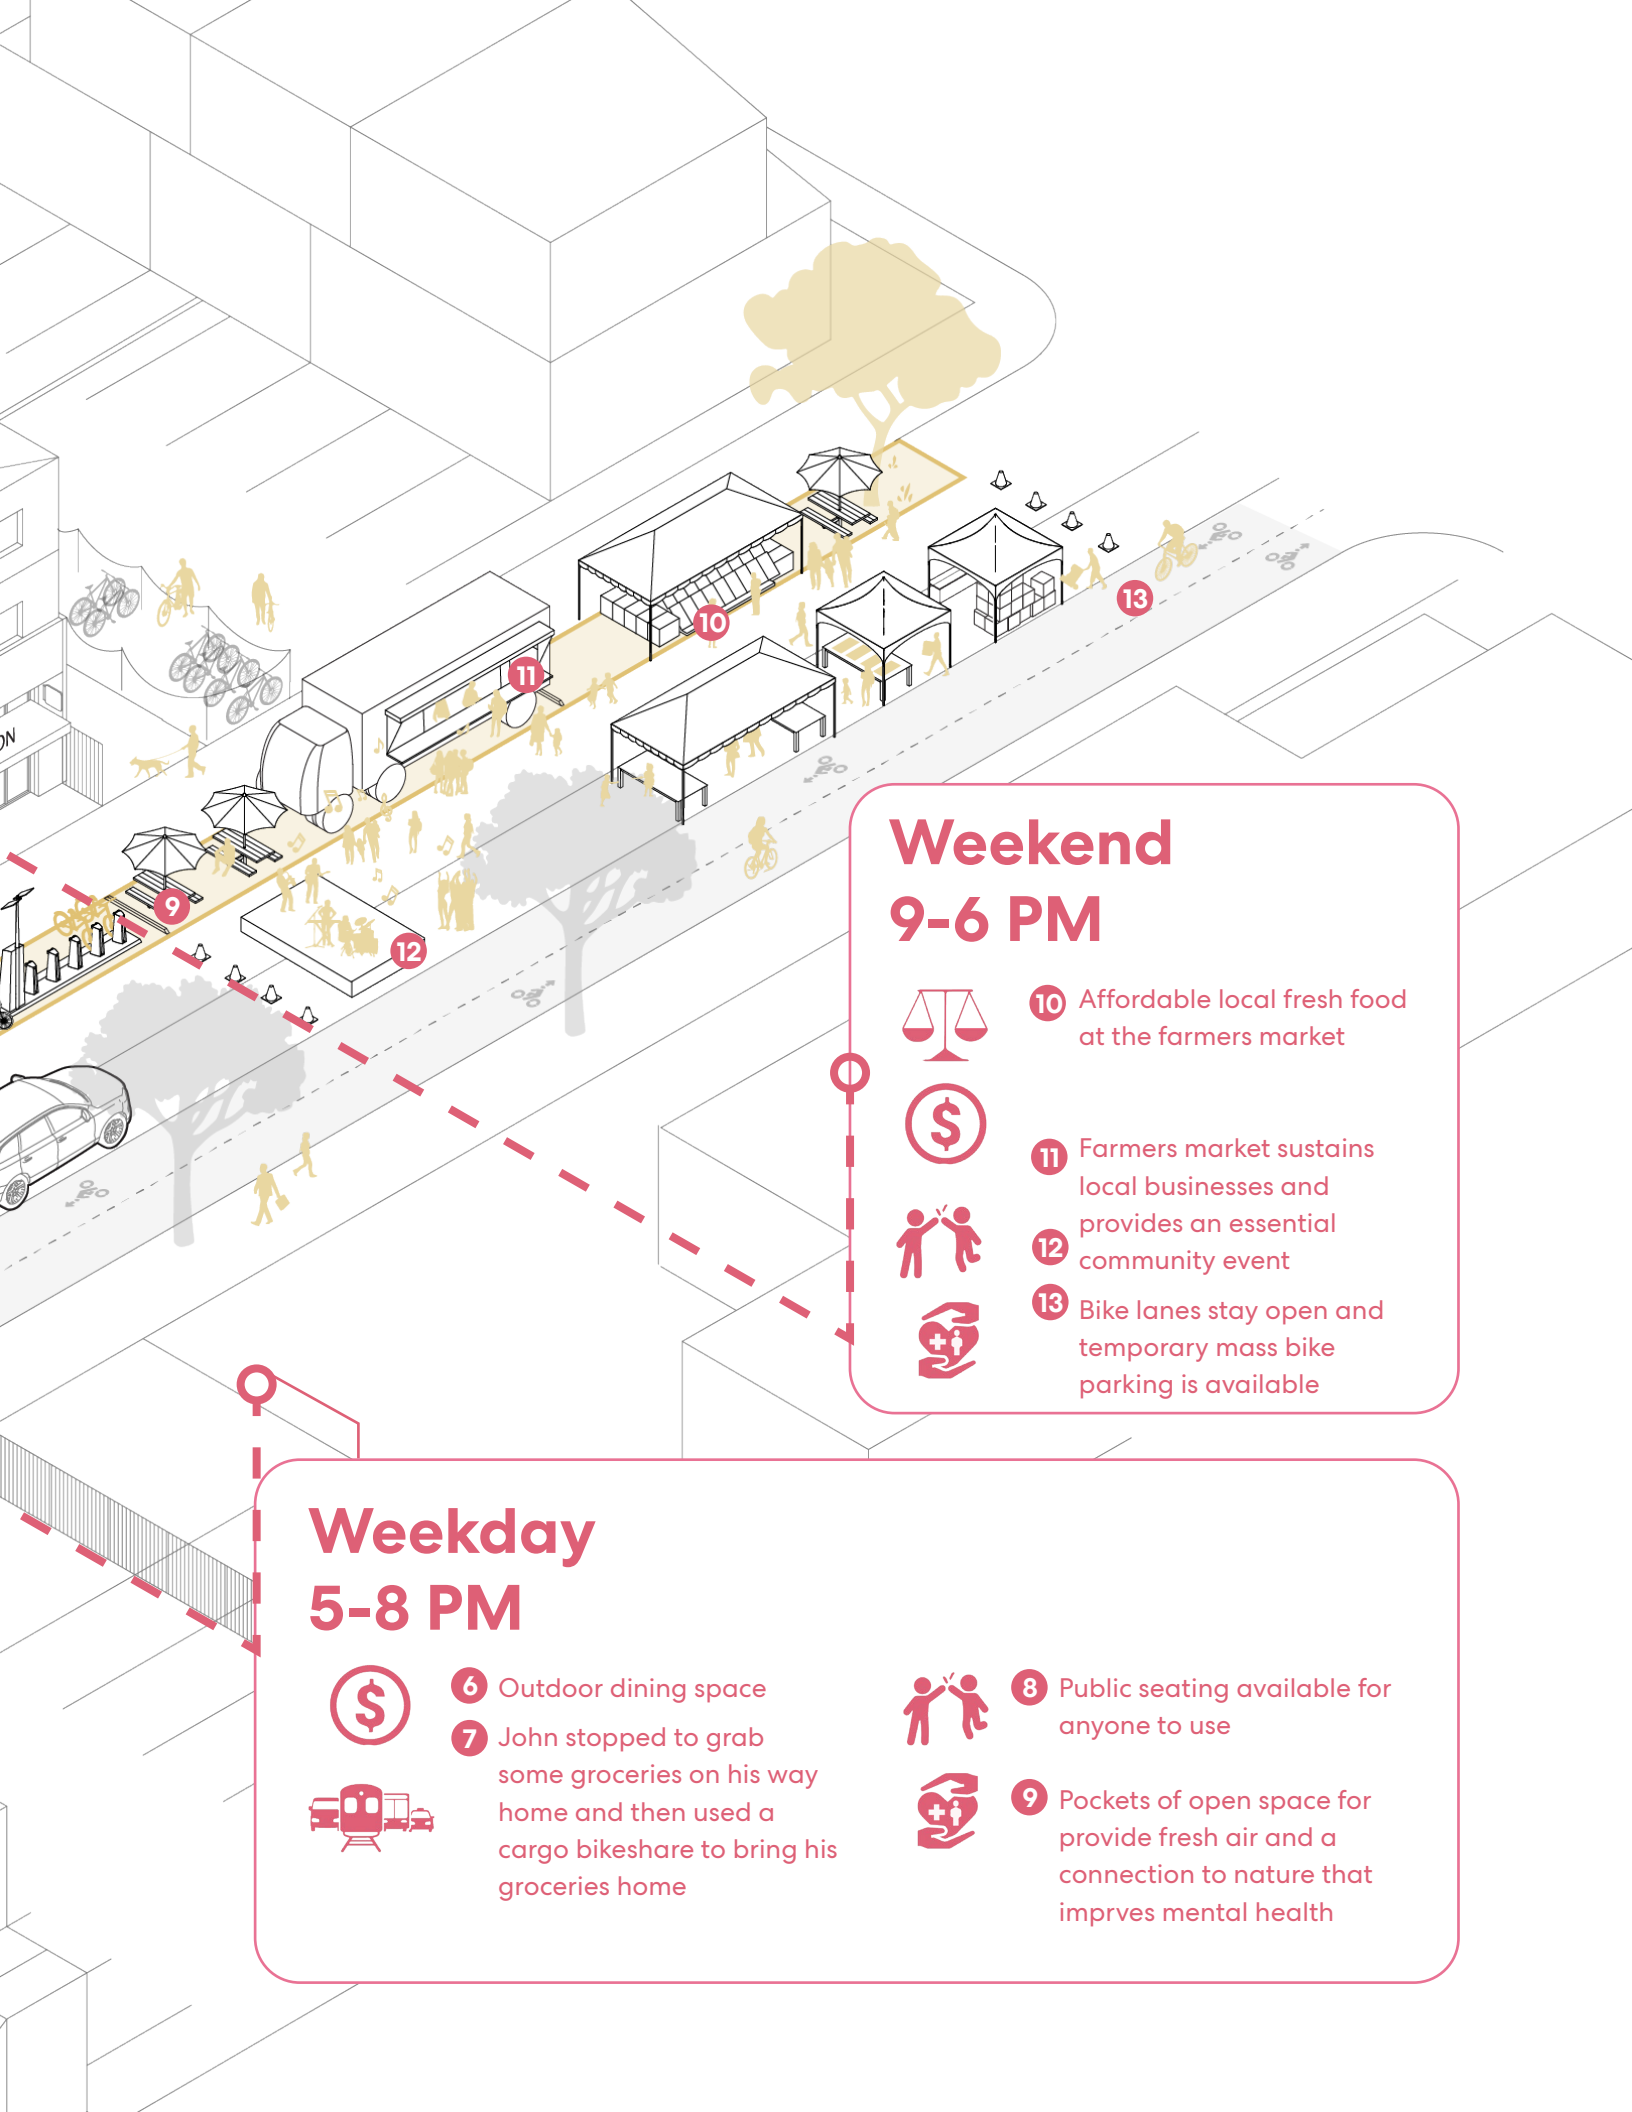 10
11
13
ON
9
12
Weekend
9-6 PM
10 Affordable local fresh food
at the farmers market
11 Farmers market sustains
local businesses and
provides an essential
12 community event
13 Bike lanes stay open and
temporary mass bike
parking is available
Weekday
5-8 PM
6 Outdoor dining space
7 John stopped to grab
some groceries on his way
home and then used a
cargo bikeshare to bring his
groceries home
8 Public seating available for
anyone to use
9 Pockets of open space for
provide fresh air and a
connection to nature that
imprves mental health